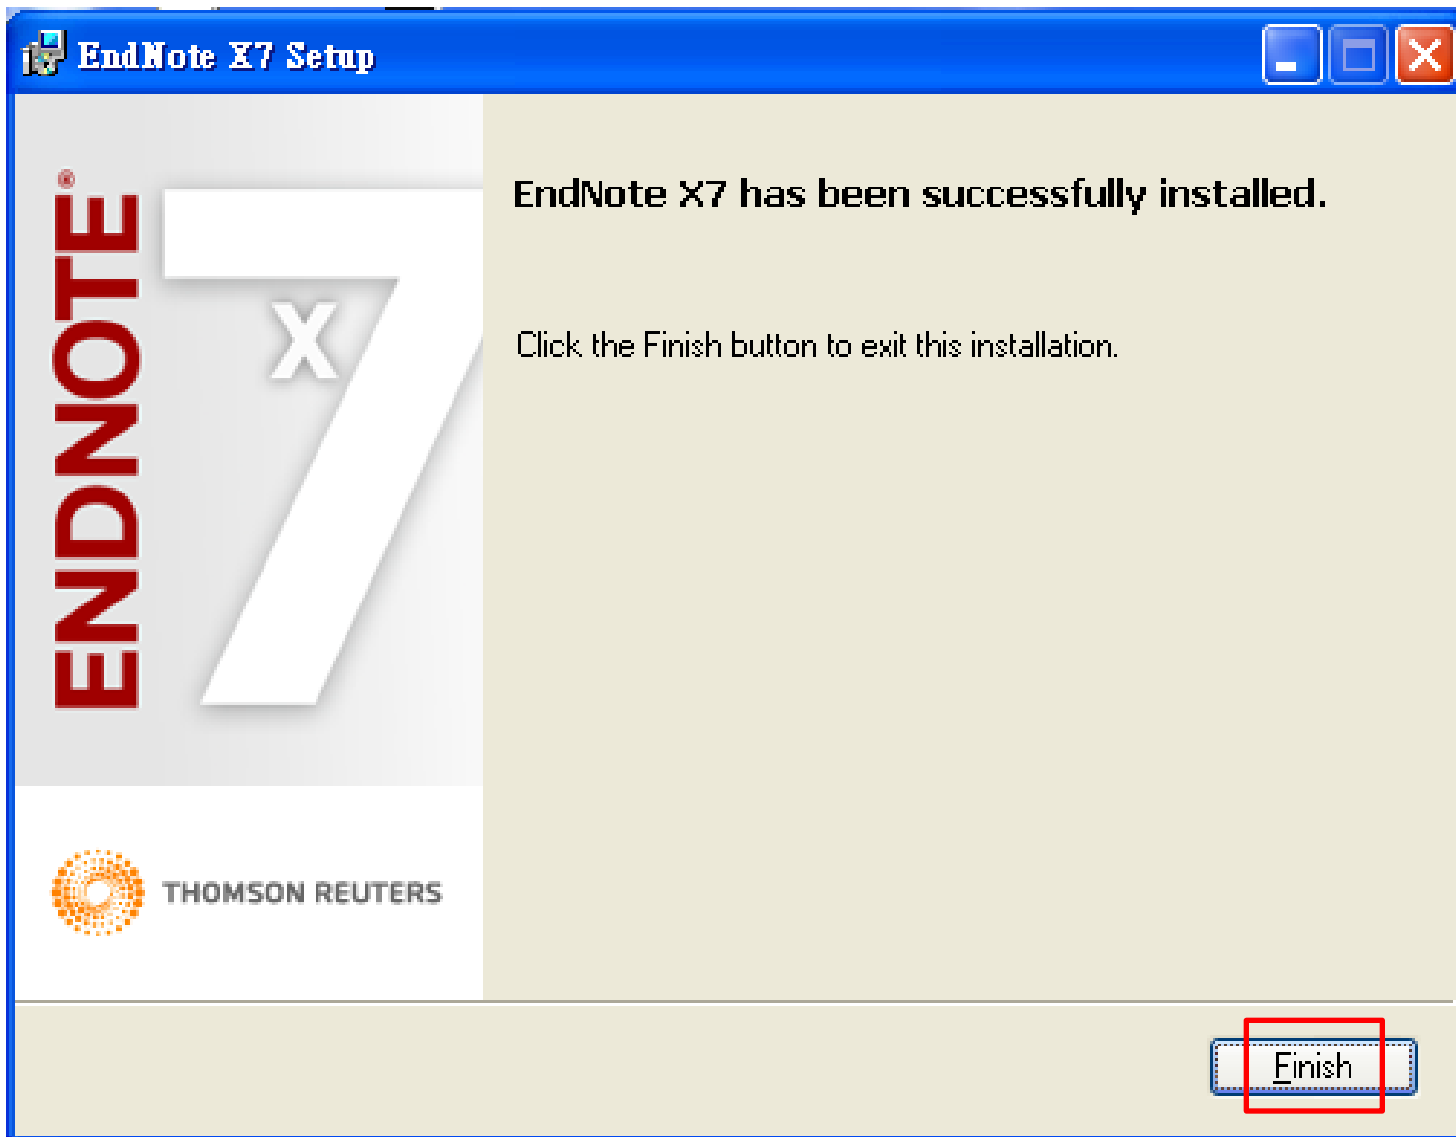 EndNote X7 Setup
ENDNOTE®
X7
EndNote X7 has been successfully installed.
Click the Finish button to exit this installation.
THOMSON REUTERS
Finish